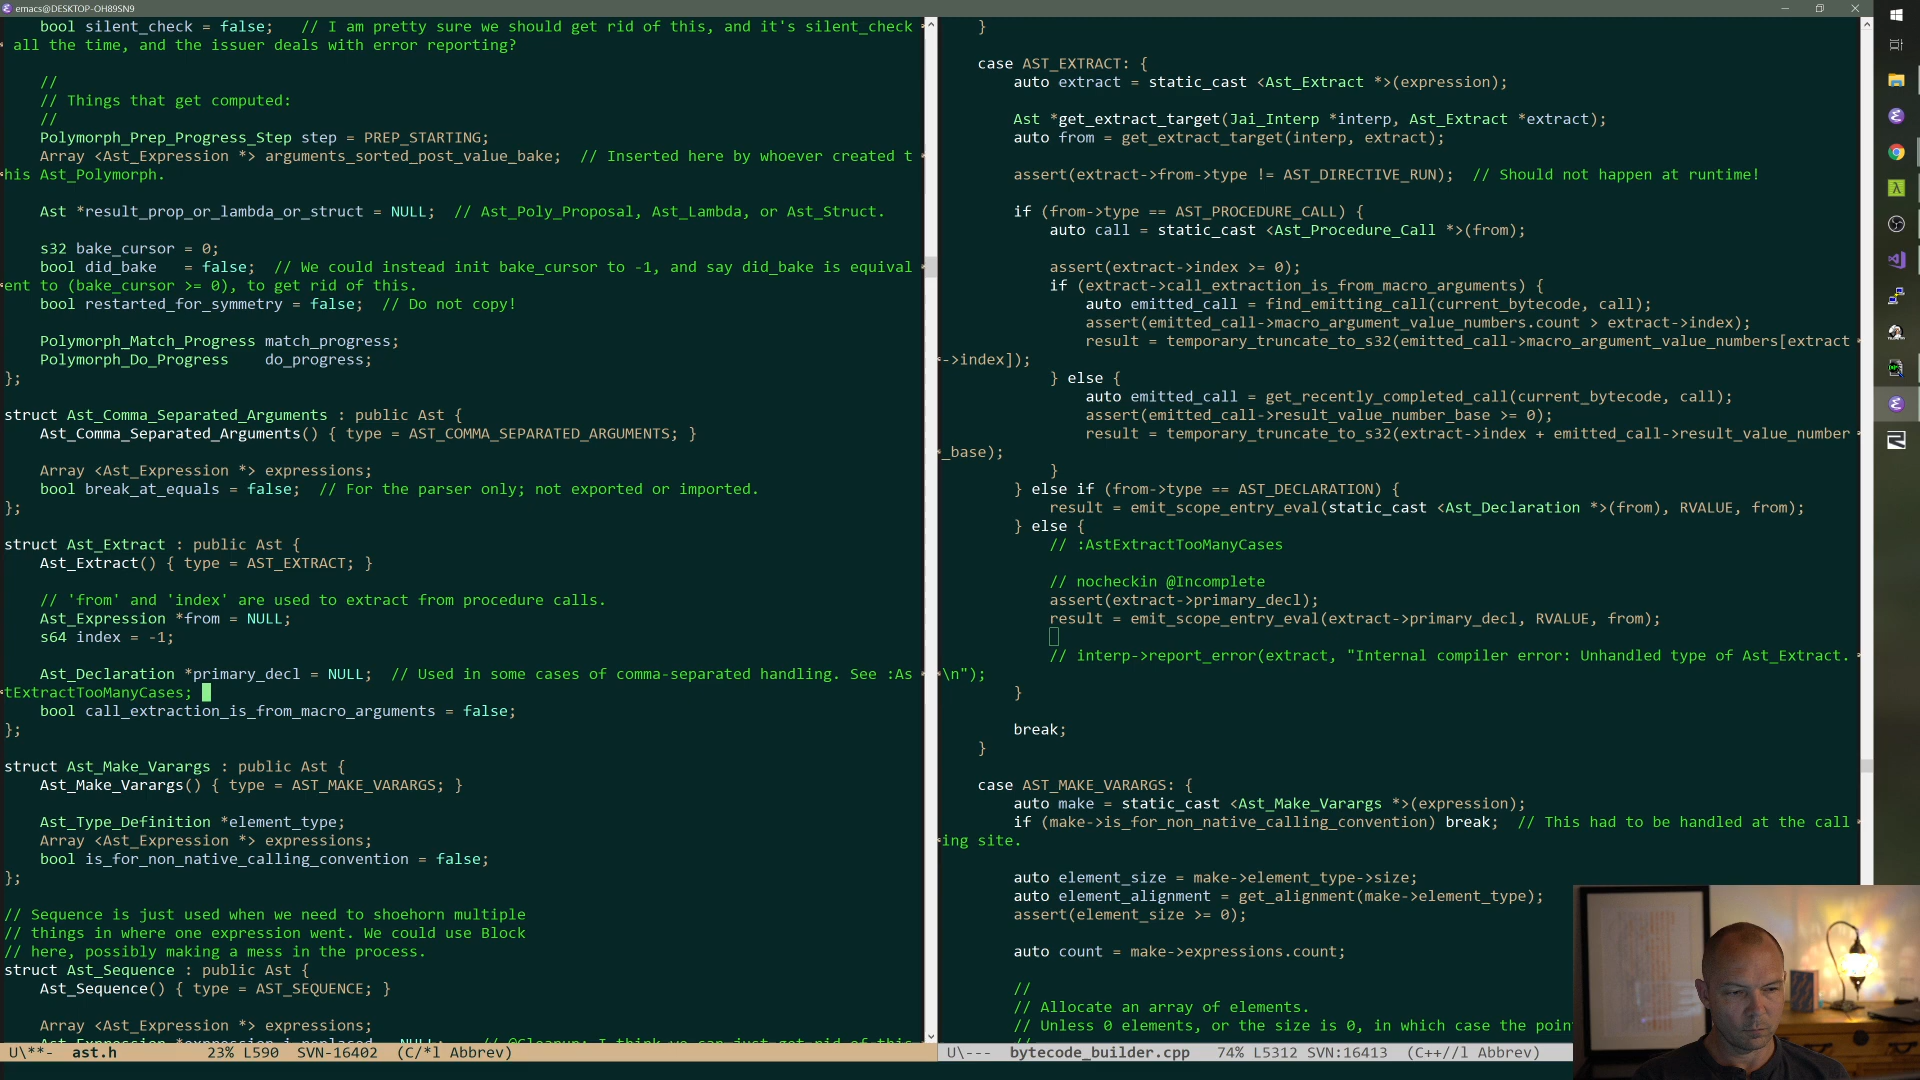 emacs@DESKTOP-OH89SN9
    bool silent_check = false;   // I am pretty sure we should get rid of this, and it's silent_check
 all the time, and the issuer deals with error reporting?
    //
    // Things that get computed:
    //
    Polymorph_Prep_Progress_Step step = PREP_STARTING;
    Array <Ast_Expression *> arguments_sorted_post_value_bake;  // Inserted here by whoever created t
his Ast_Polymorph.
    Ast *result_prop_or_lambda_or_struct = NULL;  // Ast_Poly_Proposal, Ast_Lambda, or Ast_Struct.
    s32 bake_cursor = 0;
    bool did_bake   = false;  // We could instead init bake_cursor to -1, and say did_bake is equival
ent to (bake_cursor >= 0), to get rid of this.
    bool restarted_for_symmetry = false;  // Do not copy!
    Polymorph_Match_Progress match_progress;
    Polymorph_Do_Progress    do_progress;
};
struct Ast_Comma_Separated_Arguments : public Ast {
    Ast_Comma_Separated_Arguments() { type = AST_COMMA_SEPARATED_ARGUMENTS; }
    Array <Ast_Expression *> expressions;
    bool break_at_equals = false;  // For the parser only; not exported or imported.
};
struct Ast_Extract : public Ast {
    Ast_Extract() { type = AST_EXTRACT; }
    // 'from' and 'index' are used to extract from procedure calls.
    Ast_Expression *from = NULL;
    s64 index = -1;
    Ast_Declaration *primary_decl = NULL;  // Used in some cases of comma-separated handling. See :As
tExtractTooManyCases;
    bool call_extraction_is_from_macro_arguments = false;
};
struct Ast_Make_Varargs : public Ast {
    Ast_Make_Varargs() { type = AST_MAKE_VARARGS; }
    Ast_Type_Definition *element_type;
    Array <Ast_Expression *> expressions;
    bool is_for_non_native_calling_convention = false;
};
// Sequence is just used when we need to shoehorn multiple
// things in where one expression went. We could use Block
// here, possibly making a mess in the process.
struct Ast_Sequence : public Ast {
    Ast_Sequence() { type = AST_SEQUENCE; }
    Array <Ast_Expression *> expressions;
U\**-  ast.h          23% L590  SVN-16402  (C/*l Abbrev)
    }
    case AST_EXTRACT: {
        auto extract = static_cast <Ast_Extract *>(expression);
        Ast *get_extract_target(Jai_Interp *interp, Ast_Extract *extract);
        auto from = get_extract_target(interp, extract);
        assert(extract->from->type != AST_DIRECTIVE_RUN);  // Should not happen at runtime!
        if (from->type == AST_PROCEDURE_CALL) {
            auto call = static_cast <Ast_Procedure_Call *>(from);
            assert(extract->index >= 0);
            if (extract->call_extraction_is_from_macro_arguments) {
                auto emitted_call = find_emitting_call(current_bytecode, call);
                assert(emitted_call->macro_argument_value_numbers.count > extract->index);
                result = temporary_truncate_to_s32(emitted_call->macro_argument_value_numbers[extract
->index]);
            } else {
                auto emitted_call = get_recently_completed_call(current_bytecode, call);
                assert(emitted_call->result_value_number_base >= 0);
                result = temporary_truncate_to_s32(extract->index + emitted_call->result_value_number
_base);
            }
        } else if (from->type == AST_DECLARATION) {
            result = emit_scope_entry_eval(static_cast <Ast_Declaration *>(from), RVALUE, from);
        } else {
            // :AstExtractTooManyCases
            // nocheckin @Incomplete
            assert(extract->primary_decl);
            result = emit_scope_entry_eval(extract->primary_decl, RVALUE, from);
            // interp->report_error(extract, "Internal compiler error: Unhandled type of Ast_Extract.
\n");
        }
        break;
    }
    case AST_MAKE_VARARGS: {
        auto make = static_cast <Ast_Make_Varargs *>(expression);
        if (make->is_for_non_native_calling_convention) break;  // This had to be handled at the call
ing site.
        auto element_size = make->element_type->size;
        auto element_alignment = get_alignment(make->element_type);
        assert(element_size >= 0);
        auto count = make->expressions.count;
        //
        // Allocate an array of elements.
        // Unless 0 elements, or the size is 0, in which case the poin
U\---  bytecode_builder.cpp   74% L5312 SVN:16413  (C++//l Abbrev)